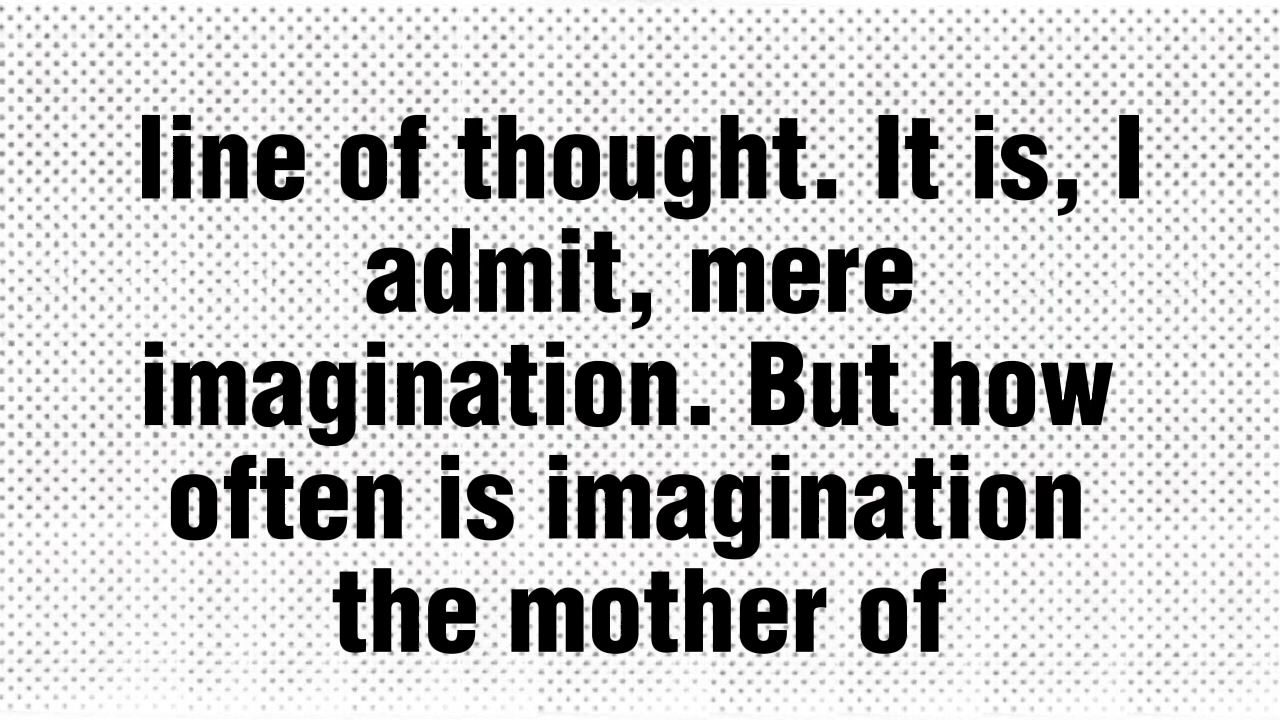 line of thought. It is, I
admit, mere
imagination. But how
often is imagination
the mother of